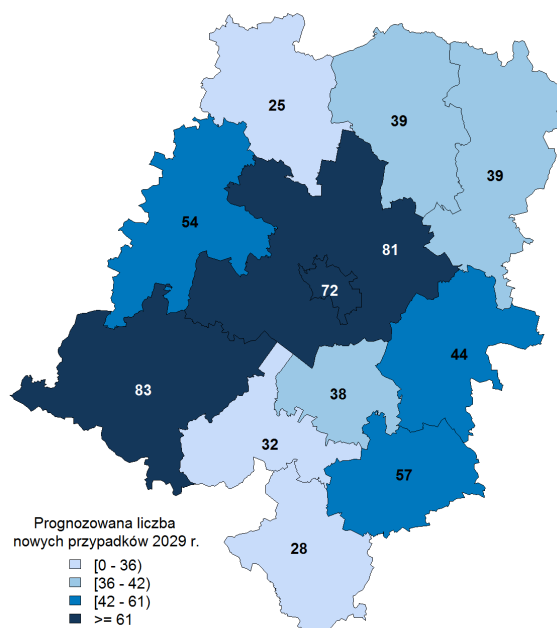 25
39
39
54
81
72
44
83
38
32
57
28
Prognozowana liczba
nowych przypadków 2029 r.
[0 - 36)
[36 - 42)
[42 - 61)
>= 61